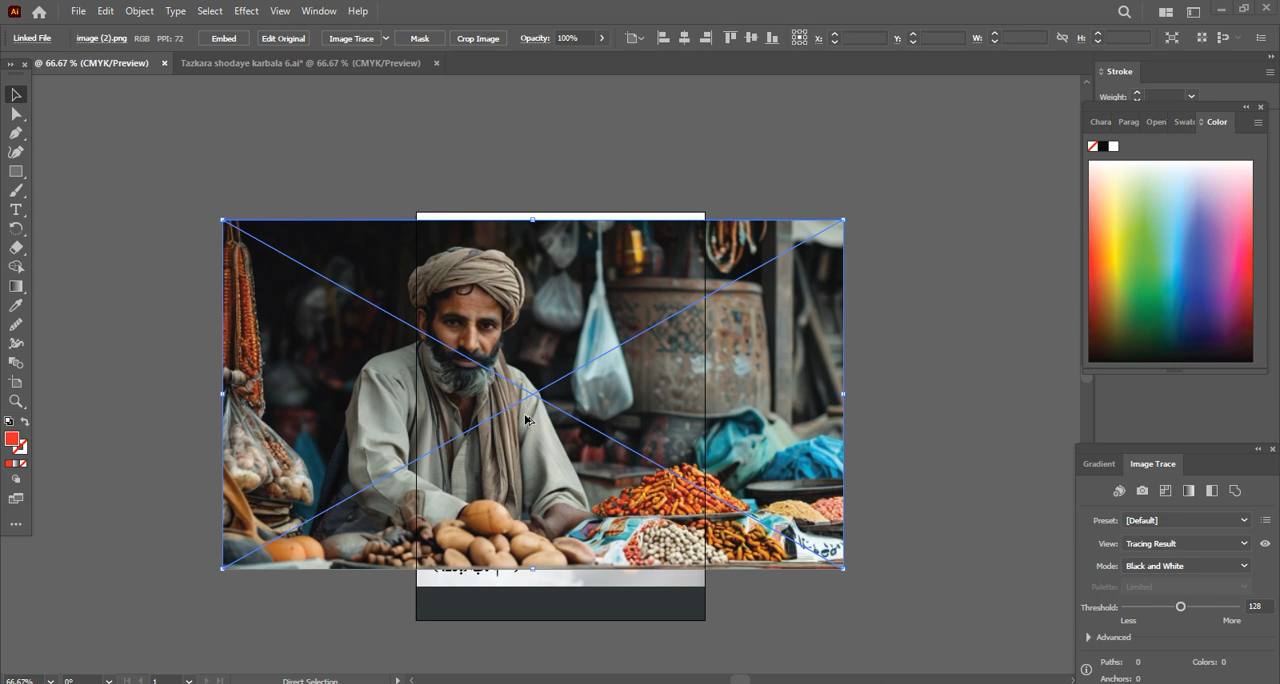 Ai File Edit Object Type Select Effect View Window Help
Linked File image (2).png RGB PPI: 72 Embed Edit Original Image Trace Mask Crop Image Opacity: 100% X: Y: W: H:
@ 66.67 % (CMYK/Preview) × Tazkara shodaye karbala 6.ai* @ 66.67 % (CMYK/Preview) ×
Stroke
Weight:
Chara Parag Open Swatc Color
Gradient Image Trace
Preset: [Default]
View: Tracing Result
Mode: Black and White
Palette: Limited
Threshold: 128
Less More
Advanced
Paths: 0 Colors: 0
Anchors: 0
66.67% 0° 1 Direct Selection